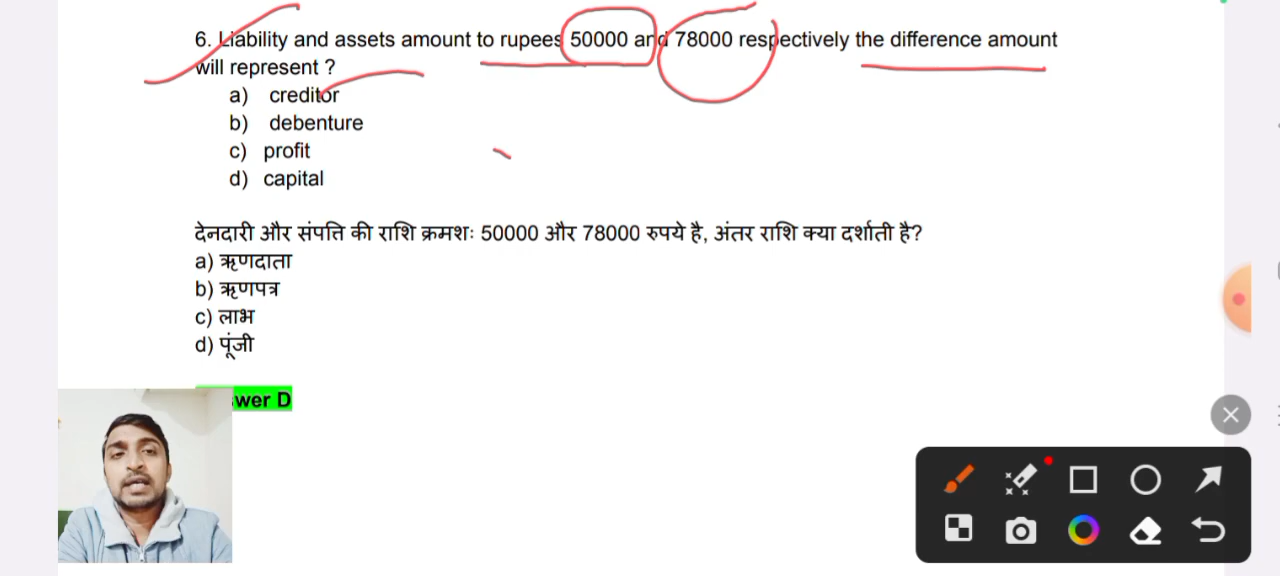 6. Liability and assets amount to rupees 50000 and 78000 respectively the difference amount
will represent ?
a) creditor
b) debenture
c) profit
d) capital
देनदारी और संपत्ति की राशि क्रमशः 50000 और 78000 रुपये है, अंतर राशि क्या दर्शाती है?
a) ऋणदाता
b) ऋणपत्र
c) लाभ
d) पूंजी
wer D